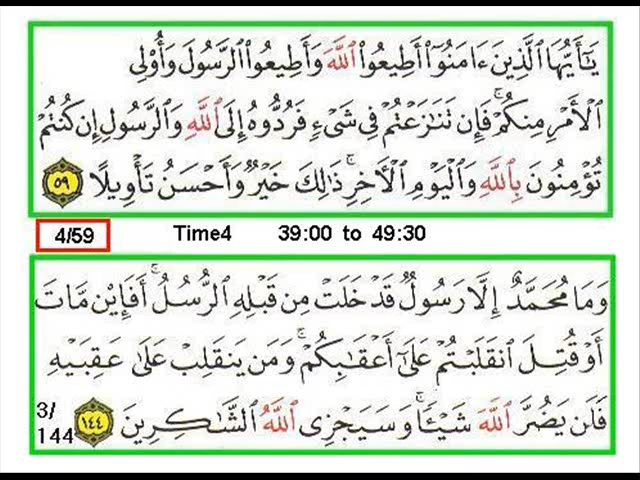 يَـٰٓأَيُّهَا ٱلَّذِينَ ءَامَنُوٓا۟ أَطِيعُوا۟ ٱللَّهَ وَأَطِيعُوا۟ ٱلرَّسُولَ وَأُو۟لِى
ٱلْأَمْرِ مِنكُمْ ۖ فَإِن تَنَـٰزَعْتُمْ فِى شَىْءٍ فَرُدُّوهُ إِلَى ٱللَّهِ وَٱلرَّسُولِ إِن كُنتُمْ
تُؤْمِنُونَ بِٱللَّهِ وَٱلْيَوْمِ ٱلْأَخِرِ ۚ ذَٰلِكَ خَيْرٌ وَأَحْسَنُ تَأْوِيلًا ٥٩
4/59 Time4 39:00 to 49:30
وَمَا مُحَمَّدٌ إِلَّا رَسُولٌ قَدْ خَلَتْ مِن قَبْلِهِ ٱلرُّسُلُ ۚ أَفَإِي۟ن مَّاتَ
أَوْ قُتِلَ ٱنقَلَبْتُمْ عَلَىٰٓ أَعْقَـٰبِكُمْ ۚ وَمَن يَنقَلِبْ عَلَىٰ عَقِبَيْهِ
فَلَن يَضُرَّ ٱللَّهَ شَيْـًٔا ۗ وَسَيَجْزِى ٱللَّهُ ٱلشَّـٰكِرِينَ ١٤٤
3/
144